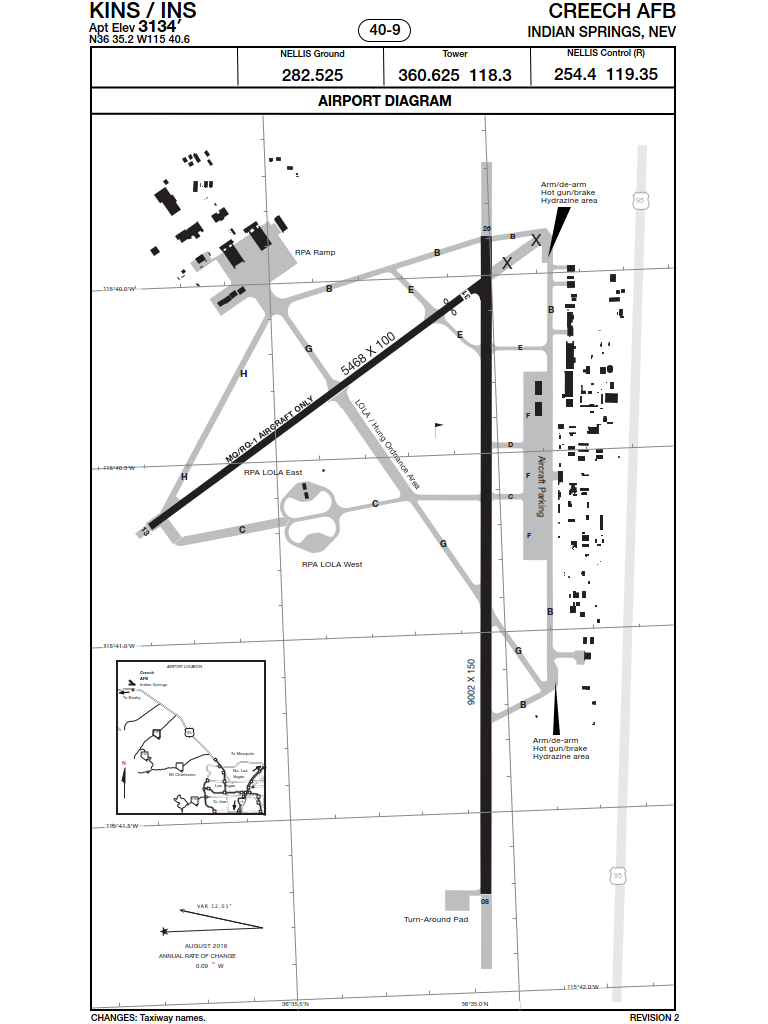 KINS / INS
Apt Elev 3134'
N36 35.2 W115 40.6
40-9
CREECH AFB
INDIAN SPRINGS, NEV
NELLIS Ground
282.525
Tower
360.625 118.3
NELLIS Control (R)
254.4 119.35
AIRPORT DIAGRAM
Arm/de-arm
Hot gun/brake
Hydrazine area
95
26
B
X
B
RPA Ramp
X
115°40.0'W
B
E
31
B
E
E
G
5468 X 100
H
F
MQ/RQ-1 AIRCRAFT ONLY
LOLA / Hung Ordnance Area
D
115°40.5'W
RPA LOLA East
H
F
Aircraft Parking
C
C
13
C
F
G
RPA LOLA West
B
115°41.0'W
G
9002 X 150
B
AIRPORT LOCATION
Creech
AFB
Indian Springs
To Beatty
95
To Mesquite
N
Mt Charleston
No. Las
Vegas
Las Vegas
To Jean
Arm/de-arm
Hot gun/brake
Hydrazine area
115°41.5'W
95
08
VAR 12.01°
Turn-Around Pad
AUGUST 2016
ANNUAL RATE OF CHANGE
0.09 ° W
115°42.0'W
36°35.5'N
36°35.0'N
CHANGES: Taxiway names.
REVISION 2